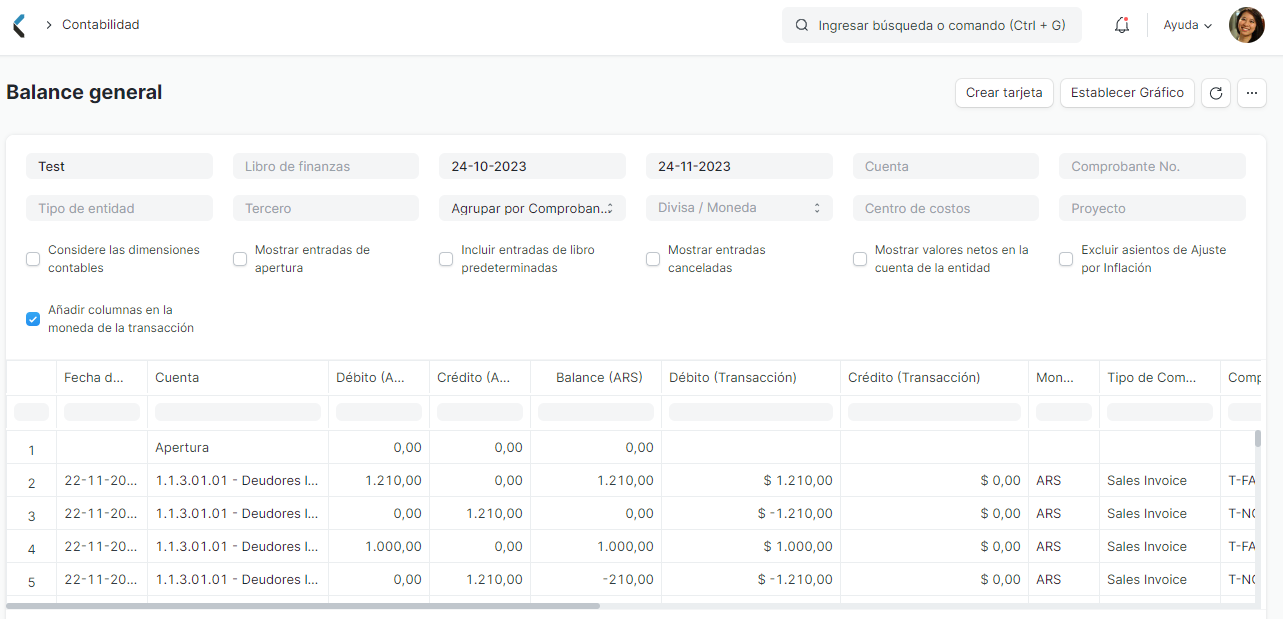 Contabilidad
Ingresar búsqueda o comando (Ctrl + G)
Ayuda
Balance general
Crear tarjeta
Establecer Gráfico
Test
Libro de finanzas
24-10-2023
24-11-2023
Cuenta
Comprobante No.
Tipo de entidad
Tercero
Agrupar por Comproban...
Divisa / Moneda
Centro de costos
Proyecto
Considere las dimensiones
contables
Mostrar entradas de
apertura
Incluir entradas de libro
predeterminadas
Mostrar entradas
canceladas
Mostrar valores netos en la
cuenta de la entidad
Excluir asientos de Ajuste
por Inflación
Añadir columnas en la
moneda de la transacción
Fecha d... Cuenta Débito (A... Crédito (A... Balance (ARS) Débito (Transacción) Crédito (Transacción) Mon... Tipo de Com... Comp
1 Apertura 0,00 0,00 0,00
2 22-11-20... 1.1.3.01.01 - Deudores I... 1.210,00 0,00 1.210,00 $ 1.210,00 $ 0,00 ARS Sales Invoice T-FA
3 22-11-20... 1.1.3.01.01 - Deudores I... 0,00 1.210,00 0,00 $ -1.210,00 $ 0,00 ARS Sales Invoice T-NC
4 22-11-20... 1.1.3.01.01 - Deudores I... 1.000,00 0,00 1.000,00 $ 1.000,00 $ 0,00 ARS Sales Invoice T-FA
5 22-11-20... 1.1.3.01.01 - Deudores I... 0,00 1.210,00 -210,00 $ -1.210,00 $ 0,00 ARS Sales Invoice T-NC